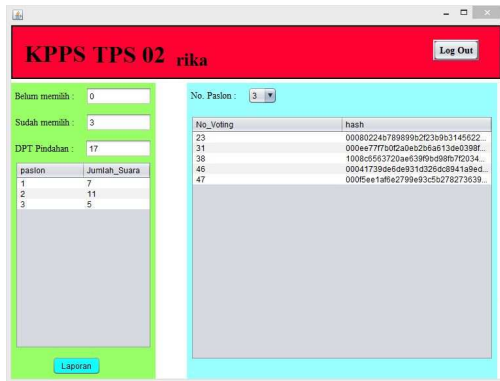 KPPS TPS 02 rika
Log Out
Belum memilih : 0
Sudah memilih : 3
DPT Pindahan : 17
paslon Jumlah_Suara
1 7
2 11
3 5
Laporan
No. Paslon : 3
No_Voting hash
23 00080224b789899b2f23b9b3145622...
31 000ee77f7b0f2a0eb2b6a613de0398f...
38 1008c6563720ae639f9bd98fb7f2034...
46 00041739de6de931d326dc8941a9ed...
47 000f5ee1af6e2799e93c5b278273639...